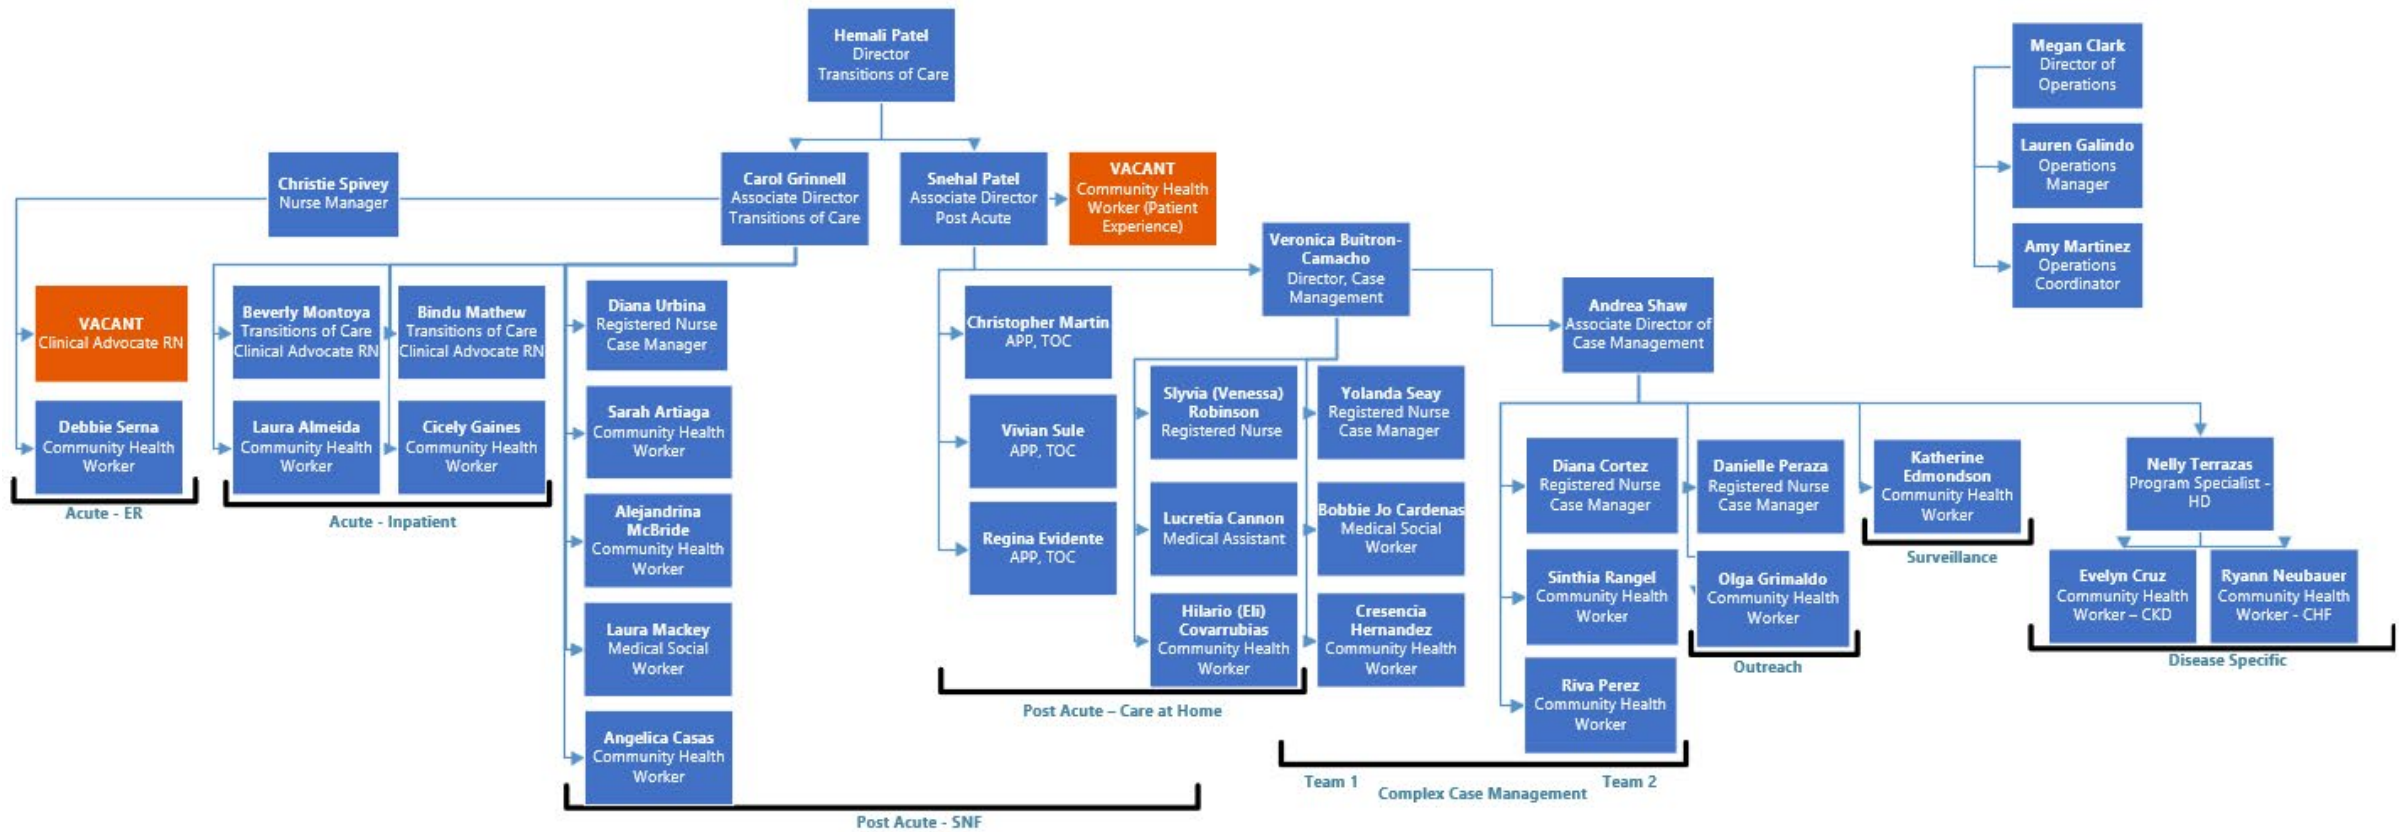 Hemali Patel
Director
Transitions of Care
Megan Clark
Director of
Operations
Lauren Galindo
Operations
Manager
Amy Martinez
Operations
Coordinator
Christie Spivey
Nurse Manager
Carol Grinnell
Associate Director
Transitions of Care
Snehal Patel
Associate Director
Post Acute
VACANT
Community Health
Worker (Patient
Experience)
Veronica Buitron-
Camacho
Director, Case
Management
Andrea Shaw
Associate Director of
Case Management
VACANT
Clinical Advocate RN
Debbie Serna
Community Health
Worker
Acute - ER
Beverly Montoya
Transitions of Care
Clinical Advocate RN
Bindu Mathew
Transitions of Care
Clinical Advocate RN
Laura Almeida
Community Health
Worker
Cicely Gaines
Community Health
Worker
Acute - Inpatient
Diana Urbina
Registered Nurse
Case Manager
Sarah Artiaga
Community Health
Worker
Alejandrina
McBride
Community Health
Worker
Laura Mackey
Medical Social
Worker
Angelica Casas
Community Health
Worker
Post Acute - SNF
Christopher Martin
APP, TOC
Vivian Sule
APP, TOC
Regina Evidente
APP, TOC
Slyvia (Venessa)
Robinson
Registered Nurse
Lucretia Cannon
Medical Assistant
Hilario (Eli)
Covarrubias
Community Health
Worker
Post Acute – Care at Home
Yolanda Seay
Registered Nurse
Case Manager
Bobbie Jo Cardenas
Medical Social
Worker
Cresencia
Hernandez
Community Health
Worker
Diana Cortez
Registered Nurse
Case Manager
Sinthia Rangel
Community Health
Worker
Riva Perez
Community Health
Worker
Team 1
Team 2
Complex Case Management
Danielle Peraza
Registered Nurse
Case Manager
Olga Grimaldo
Community Health
Worker
Outreach
Katherine
Edmondson
Community Health
Worker
Surveillance
Nelly Terrazas
Program Specialist -
HD
Evelyn Cruz
Community Health
Worker – CKD
Ryann Neubauer
Community Health
Worker - CHF
Disease Specific